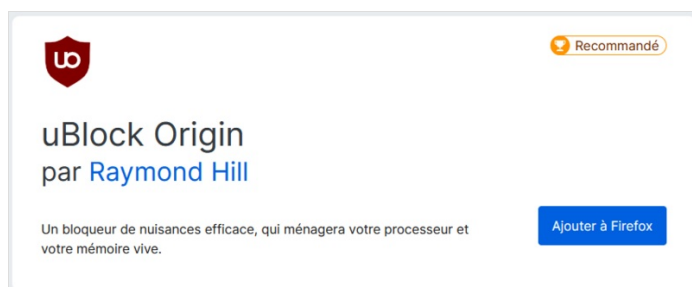 uo
Recommandé
uBlock Origin
par Raymond Hill
Un bloqueur de nuisances efficace, qui ménagera votre processeur et
votre mémoire vive.
Ajouter à Firefox